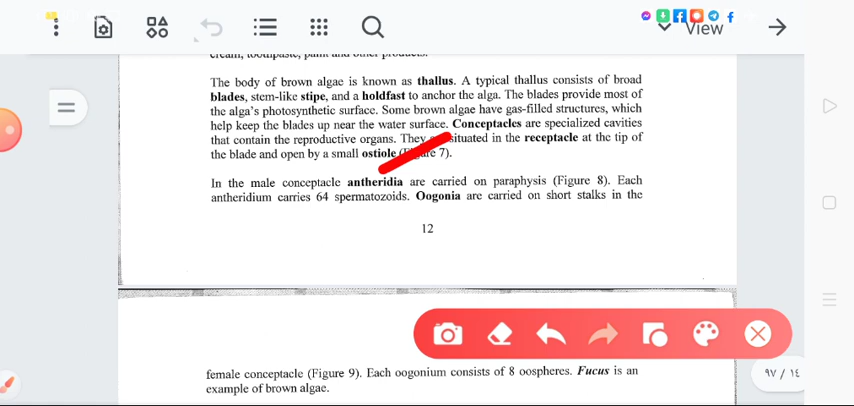 View
The body of brown algae is known as thallus. A typical thallus consists of broad
blades, stem-like stipe, and a holdfast to anchor the alga. The blades provide most of
the alga's photosynthetic surface. Some brown algae have gas-filled structures, which
help keep the blades up near the water surface. Conceptacles are specialized cavities
that contain the reproductive organs. They situated in the receptacle at the tip of
the blade and open by a small ostiole 7).
In the male conceptacle antheridia are carried on paraphysis (Figure 8). Each
antheridium carries 64 spermatozoids. Oogonia are carried on short stalks in the
12
female conceptacle (Figure 9). Each oogonium consists of 8 oospheres. Fucus is an
example of brown algae.
٩٧ / ١٤